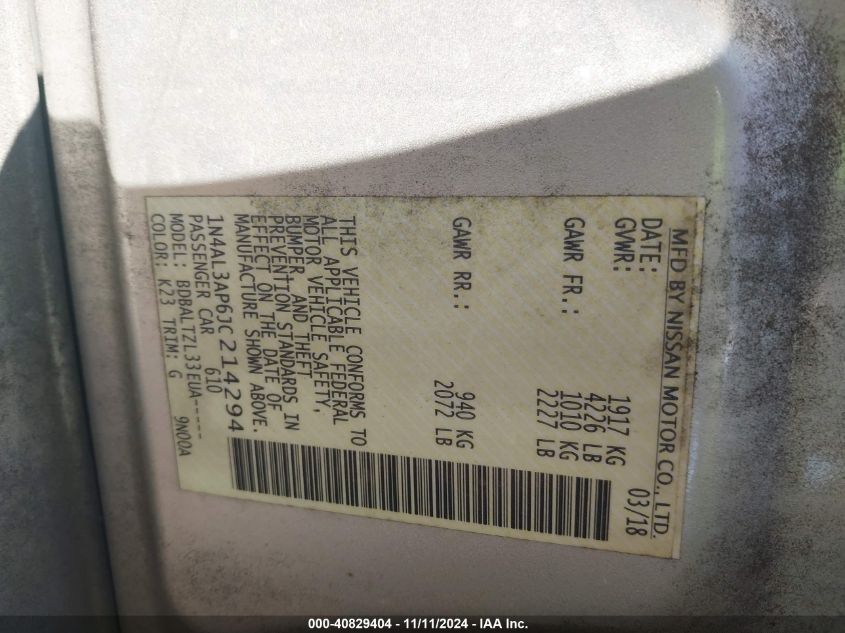 MFD BY NISSAN MOTOR CO., LTD.
DATE: 03/18
GVWR: 1917 KG
4226 LB
GAWR FR.: 1010 KG
2227 LB
GAWR RR.: 940 KG
2072 LB
THIS VEHICLE CONFORMS TO
ALL APPLICABLE FEDERAL
MOTOR VEHICLE SAFETY,
BUMPER, AND THEFT
PREVENTION STANDARDS IN
EFFECT ON THE DATE OF
MANUFACTURE SHOWN ABOVE.
1N4AL3AP6JC214294
PASSENGER CAR 610
MODEL: BDBALTZL33EUA-----
COLOR: K23 TRIM: G 9N00A
000-40829404 - 11/11/2024 - IAA Inc.